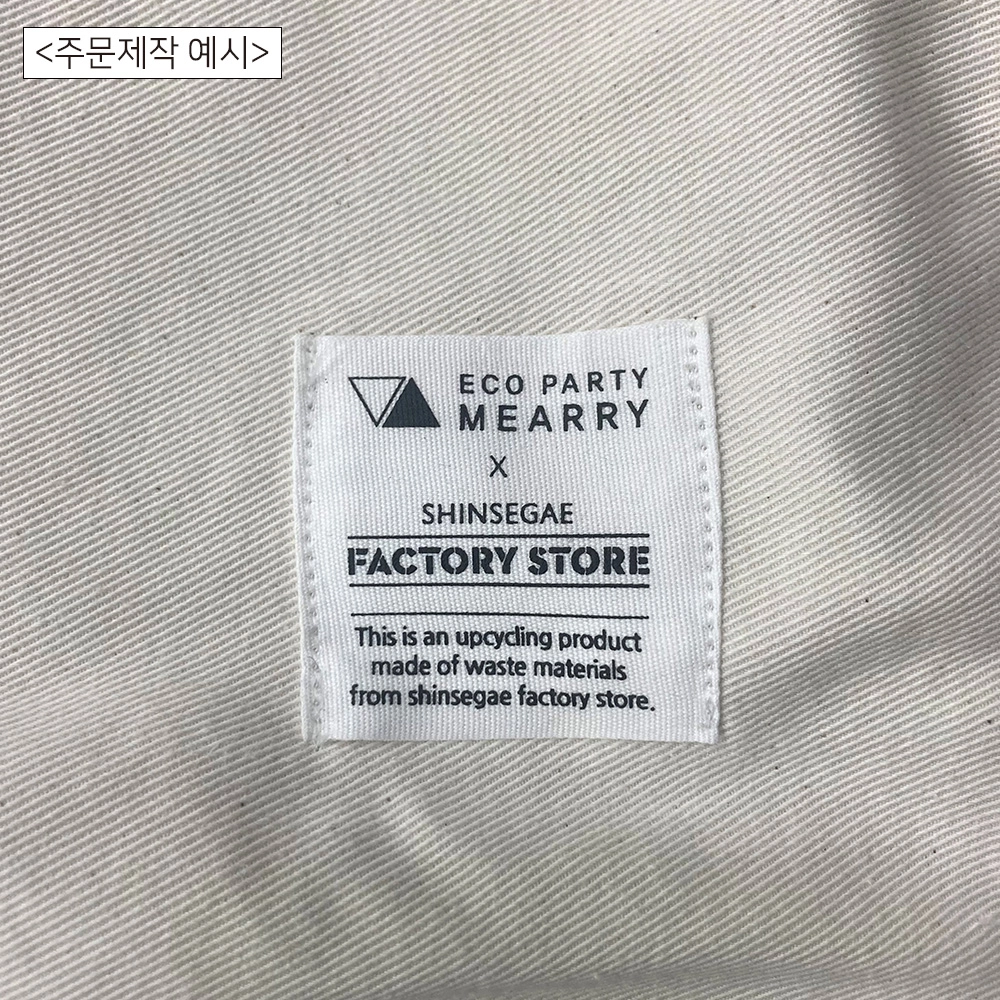 <주문제작 예시>
ECO PARTY
MEARRY
X
SHINSEGAE
FACTORY STORE
This is an upcycling product
made of waste materials
from shinsegae factory store.